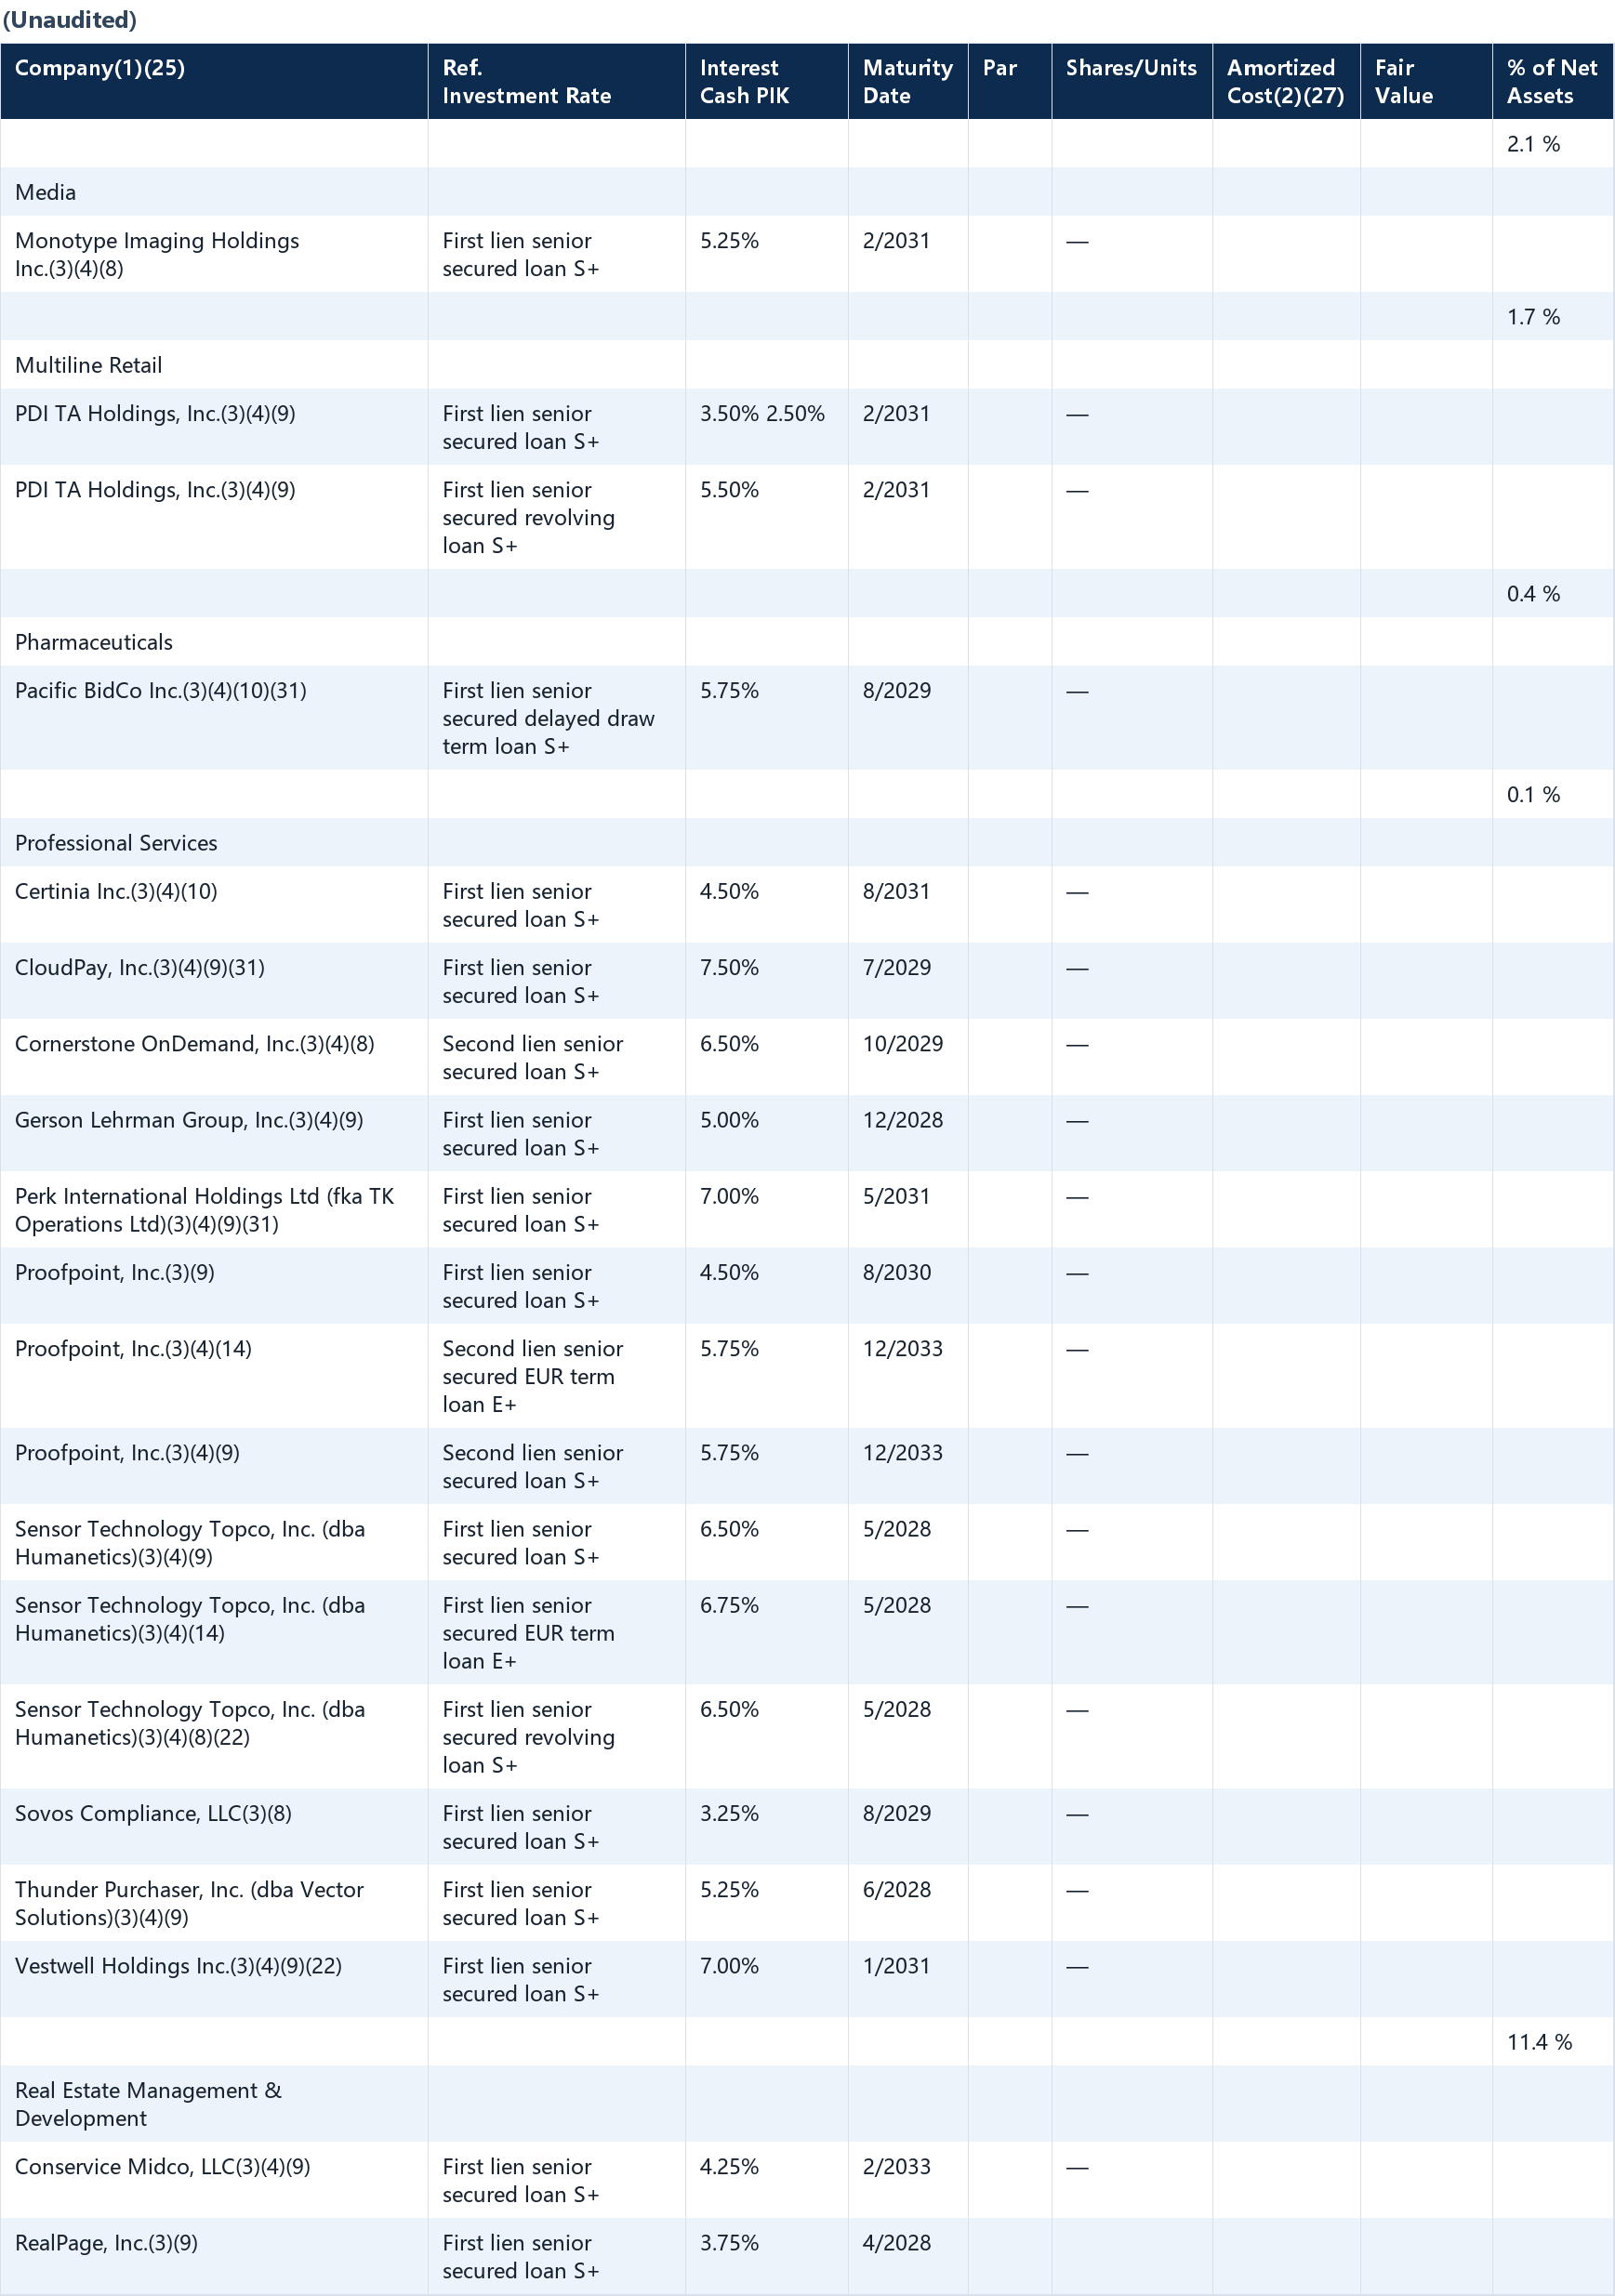 (Unaudited)
Company(1)(25) Ref. Interest Maturity Par Shares/Units Amortized Fair % of Net
Investment Rate Cash PIK Date Cost(2)(27) Value Assets
2.1 %
Media
Monotype Imaging Holdings First lien senior 5.25% 2/2031 —
Inc.(3)(4)(8) secured loan S+
1.7 %
Multiline Retail
PDI TA Holdings, Inc.(3)(4)(9) First lien senior 3.50% 2.50% 2/2031 —
secured loan S+
PDI TA Holdings, Inc.(3)(4)(9) First lien senior 5.50% 2/2031 —
secured revolving
loan S+
0.4 %
Pharmaceuticals
Pacific BidCo Inc.(3)(4)(10)(31) First lien senior 5.75% 8/2029 —
secured delayed draw
term loan S+
0.1 %
Professional Services
Certinia Inc.(3)(4)(10) First lien senior 4.50% 8/2031 —
secured loan S+
CloudPay, Inc.(3)(4)(9)(31) First lien senior 7.50% 7/2029 —
secured loan S+
Cornerstone OnDemand, Inc.(3)(4)(8) Second lien senior 6.50% 10/2029 —
secured loan S+
Gerson Lehrman Group, Inc.(3)(4)(9) First lien senior 5.00% 12/2028 —
secured loan S+
Perk International Holdings Ltd (fka TK First lien senior 7.00% 5/2031 —
Operations Ltd)(3)(4)(9)(31) secured loan S+
Proofpoint, Inc.(3)(9) First lien senior 4.50% 8/2030 —
secured loan S+
Proofpoint, Inc.(3)(4)(14) Second lien senior 5.75% 12/2033 —
secured EUR term
loan E+
Proofpoint, Inc.(3)(4)(9) Second lien senior 5.75% 12/2033 —
secured loan S+
Sensor Technology Topco, Inc. (dba First lien senior 6.50% 5/2028 —
Humanetics)(3)(4)(9) secured loan S+
Sensor Technology Topco, Inc. (dba First lien senior 6.75% 5/2028 —
Humanetics)(3)(4)(14) secured EUR term
loan E+
Sensor Technology Topco, Inc. (dba First lien senior 6.50% 5/2028 —
Humanetics)(3)(4)(8)(22) secured revolving
loan S+
Sovos Compliance, LLC(3)(8) First lien senior 3.25% 8/2029 —
secured loan S+
Thunder Purchaser, Inc. (dba Vector First lien senior 5.25% 6/2028 —
Solutions)(3)(4)(9) secured loan S+
Vestwell Holdings Inc.(3)(4)(9)(22) First lien senior 7.00% 1/2031 —
secured loan S+
11.4 %
Real Estate Management &
Development
Conservice Midco, LLC(3)(4)(9) First lien senior 4.25% 2/2033 —
secured loan S+
RealPage, Inc.(3)(9) First lien senior 3.75% 4/2028
secured loan S+